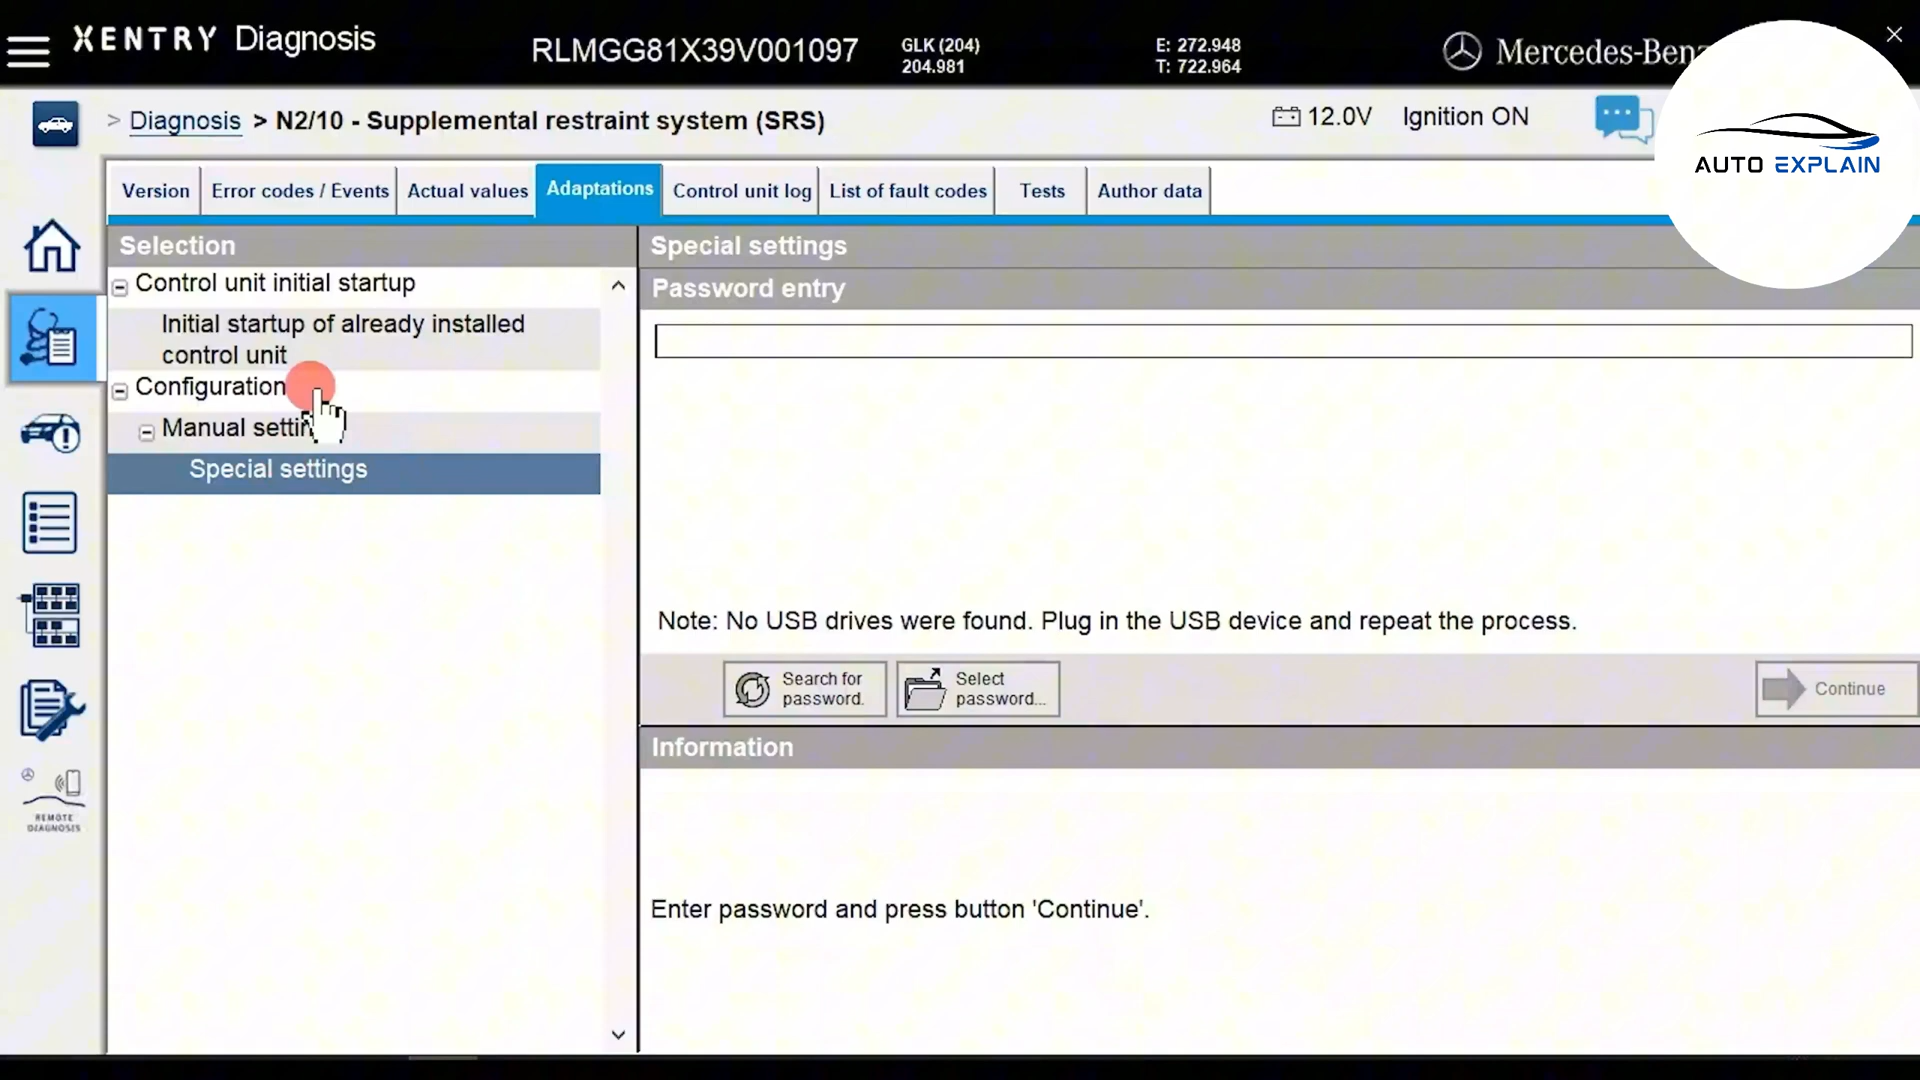 XENTRY Diagnosis
RLMGG81X39V001097
GLK (204)
204.981
E: 272.948
T: 722.964
> Diagnosis > N2/10 - Supplemental restraint system (SRS)
12.0V
Ignition ON
AUTO EXPLAIN
Version
Error codes / Events
Actual values
Adaptations
Control unit log
List of fault codes
Tests
Author data
Selection
Control unit initial startup
Initial startup of already installed
control unit
Configuration
Special settings
Special settings
Password entry
Note: No USB drives were found. Plug in the USB device and repeat the process.
Search for
password.
Select
password...
Continue
Information
Enter password and press button 'Continue'.
REMOTE
DIAGNOSIS
Manual